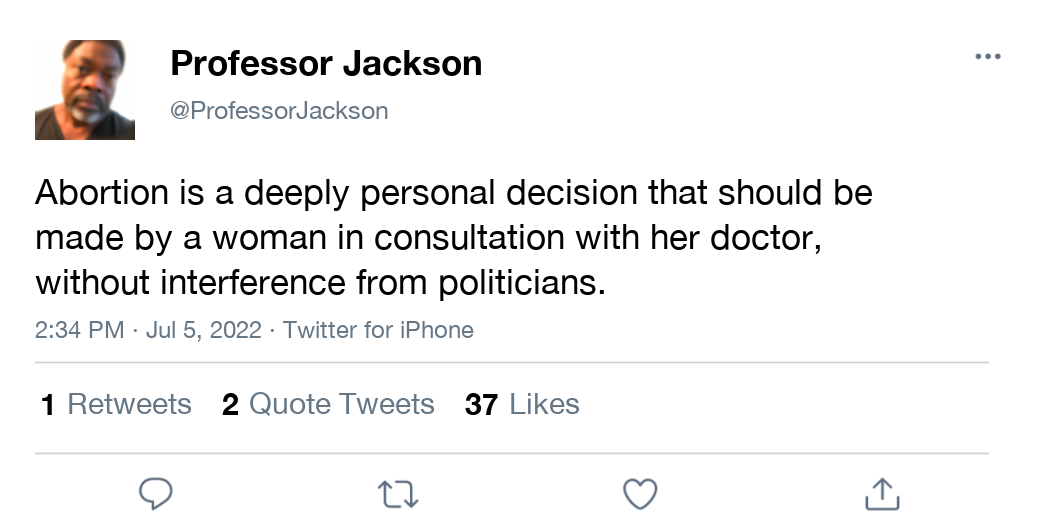 Professor Jackson
@ProfessorJackson
Abortion is a deeply personal decision that should be
made by a woman in consultation with her doctor,
without interference from politicians.
2:34 PM · Jul 5, 2022 · Twitter for iPhone
1 Retweets 2 Quote Tweets 37 Likes